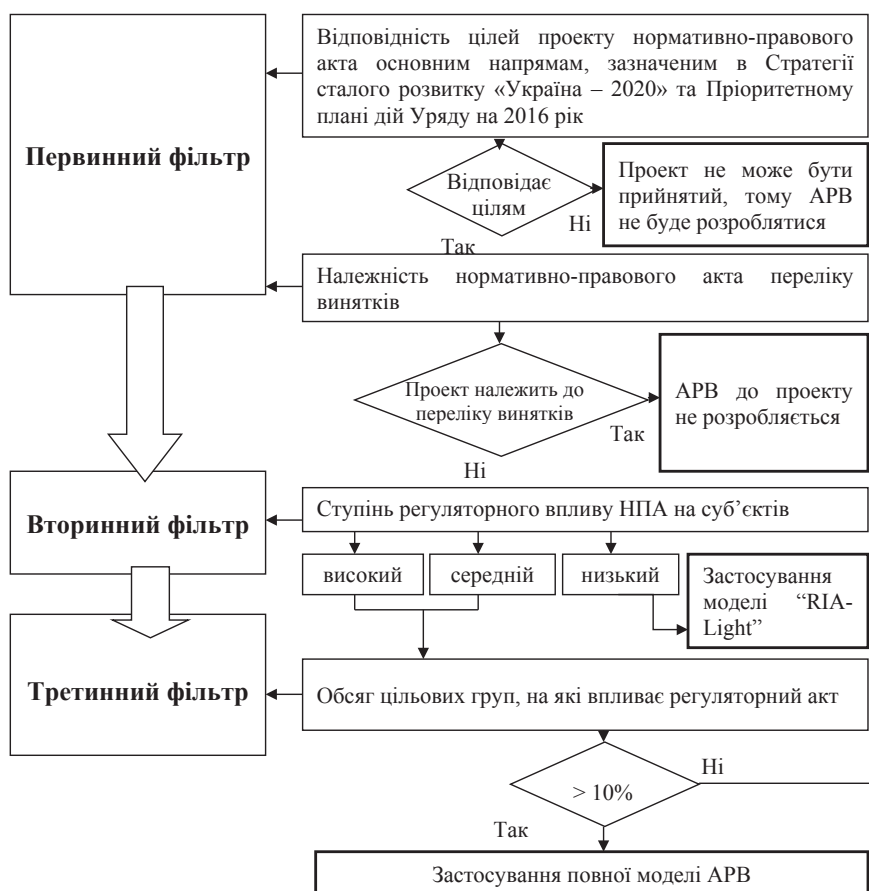 Первинний фільтр
Відповідність цілей проекту нормативно-правового
акта основним напрямам, зазначеним в Стратегії
сталого розвитку «Україна – 2020» та Пріоритетному
плані дій Уряду на 2016 рік
Відповідає
цілям
Ні
Так
Проект не може бути
прийнятий, тому АРВ
не буде розроблятися
Належність нормативно-правового акта переліку
винятків
Проект належить до
переліку винятків
Так
Ні
АРВ до проекту
не розробляється
Вторинний фільтр
Ступінь регуляторного впливу НПА на суб’єктів
високий
середній
низький
Застосування
моделі “RIA-
Light”
Третинний фільтр
Обсяг цільових груп, на які впливає регуляторний акт
> 10%
Ні
Так
Застосування повної моделі АРВ